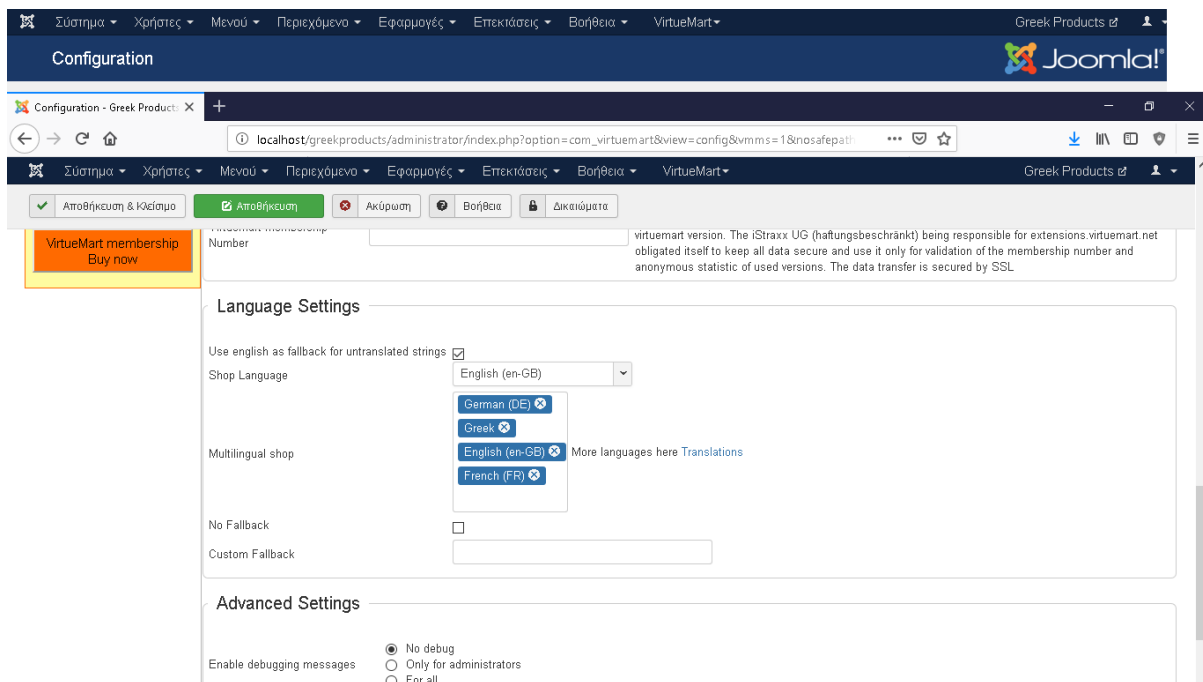 Σύστημα Χρήστες Μενού Περιεχόμενο Εφαρμογές Επεκτάσεις Βοήθεια VirtueMart Greek Products
Configuration
Joomla!
Configuration - Greek Product
localhost/greekproducts/administrator/index.php?option=com_virtuemart&view=config&vmms=1&nosafepath
Σύστημα Χρήστες Μενού Περιεχόμενο Εφαρμογές Επεκτάσεις Βοήθεια VirtueMart Greek Products
Αποθήκευση & Κλείσιμο Αποθήκευση Ακύρωση Βοήθεια Δικαιώματα
VirtueMart membership
Buy now
Virtuemart membership
Number
virtuemart version. The iStraxx UG (haftungsbeschränkt) being responsible for extensions.virtuemart.net
obligated itself to keep all data secure and use it only for validation of the membership number and
anonymous statistic of used versions. The data transfer is secured by SSL
Language Settings
Use english as fallback for untranslated strings
Shop Language English (en-GB)
German (DE)
Greek
Multilingual shop English (en-GB) More languages here Translations
French (FR)
No Fallback
Custom Fallback
Advanced Settings
No debug
Enable debugging messages Only for administrators
For all